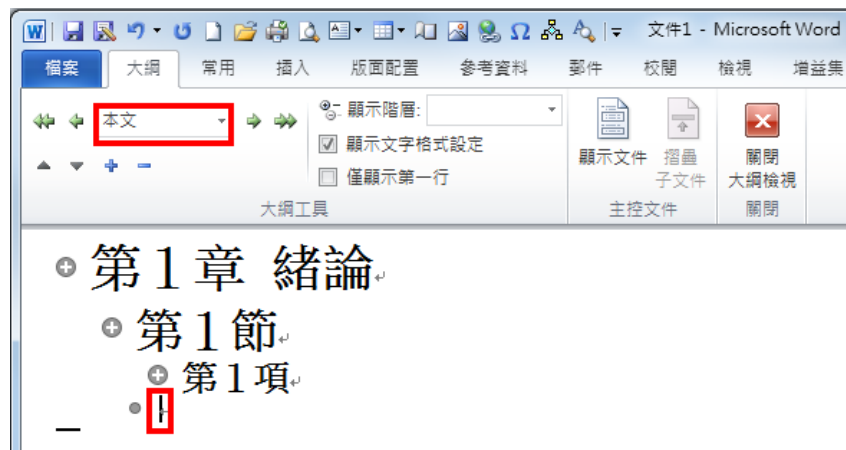 文件1 - Microsoft Word
檔案 大綱 常用 插入 版面配置 參考資料 郵件 校閱 檢視 增益集
本文
顯示階層:
顯示文字格式設定
僅顯示第一行
大綱工具
顯示文件
摺疊
子文件
主控文件
關閉
大綱檢視
關閉
第1章 緒論
第1節
第1項